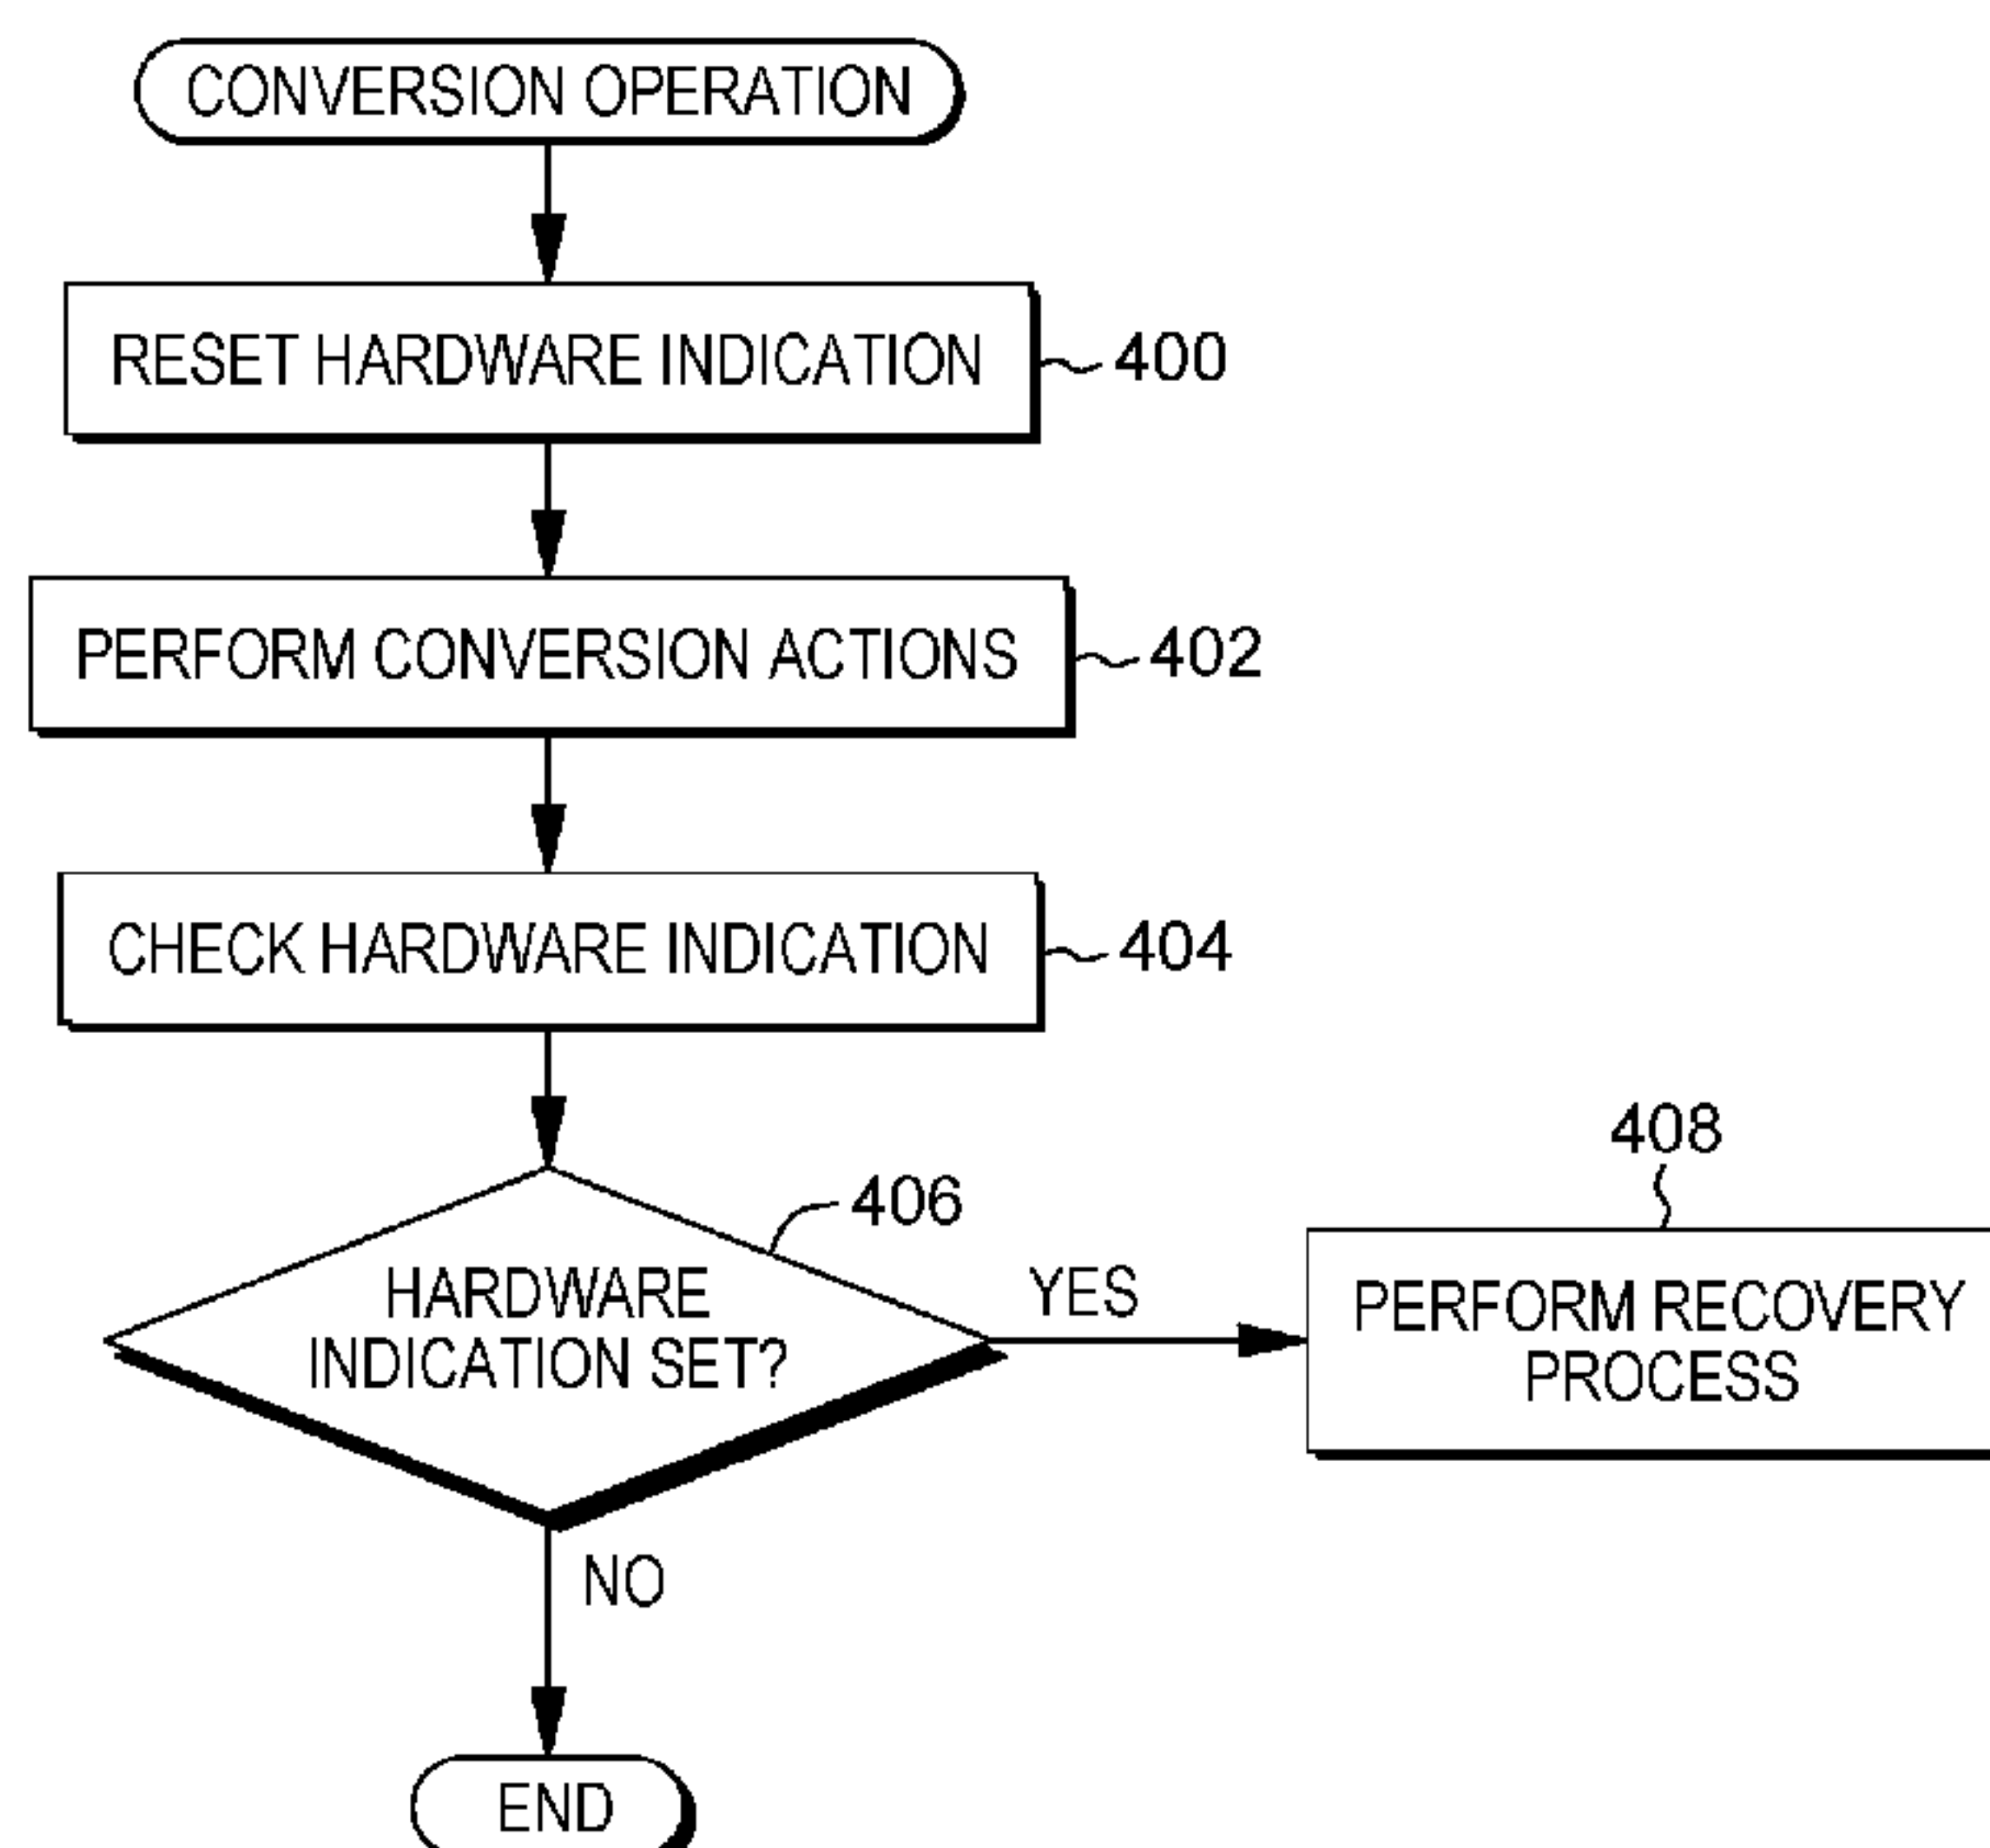 CONVERSION OPERATION
RESET HARDWARE INDICATION
400
PERFORM CONVERSION ACTIONS
402
CHECK HARDWARE INDICATION
404
406
HARDWARE
INDICATION SET?
YES
408
PERFORM RECOVERY
PROCESS
NO
END